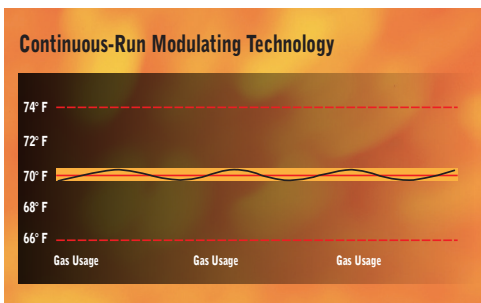 Continuous-Run Modulating Technology
74° F
72° F
70° F
68° F
66° F
Gas Usage Gas Usage Gas Usage